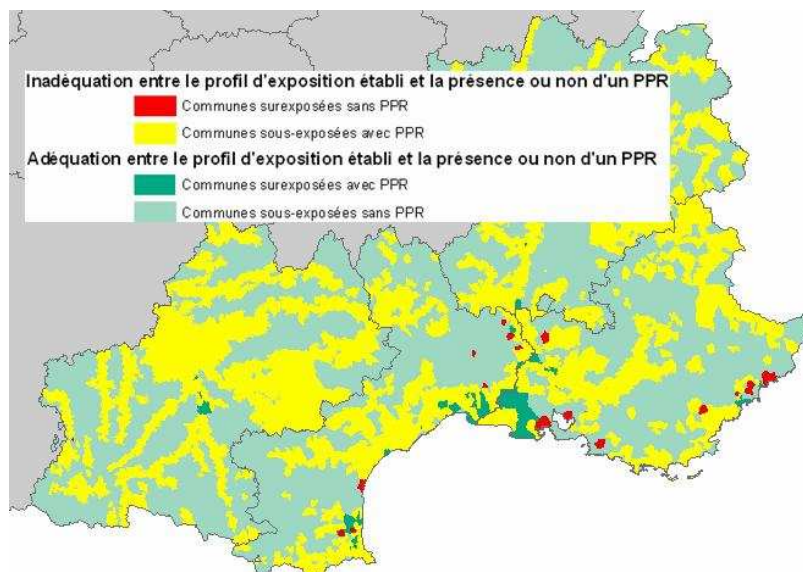 Inadéquation entre le profil d'exposition établi et la présence ou non d'un PPR
Communes surexposées sans PPR
Communes sous-exposées avec PPR
Adéquation entre le profil d'exposition établi et la présence ou non d'un PPR
Communes surexposées avec PPR
Communes sous-exposées sans PPR